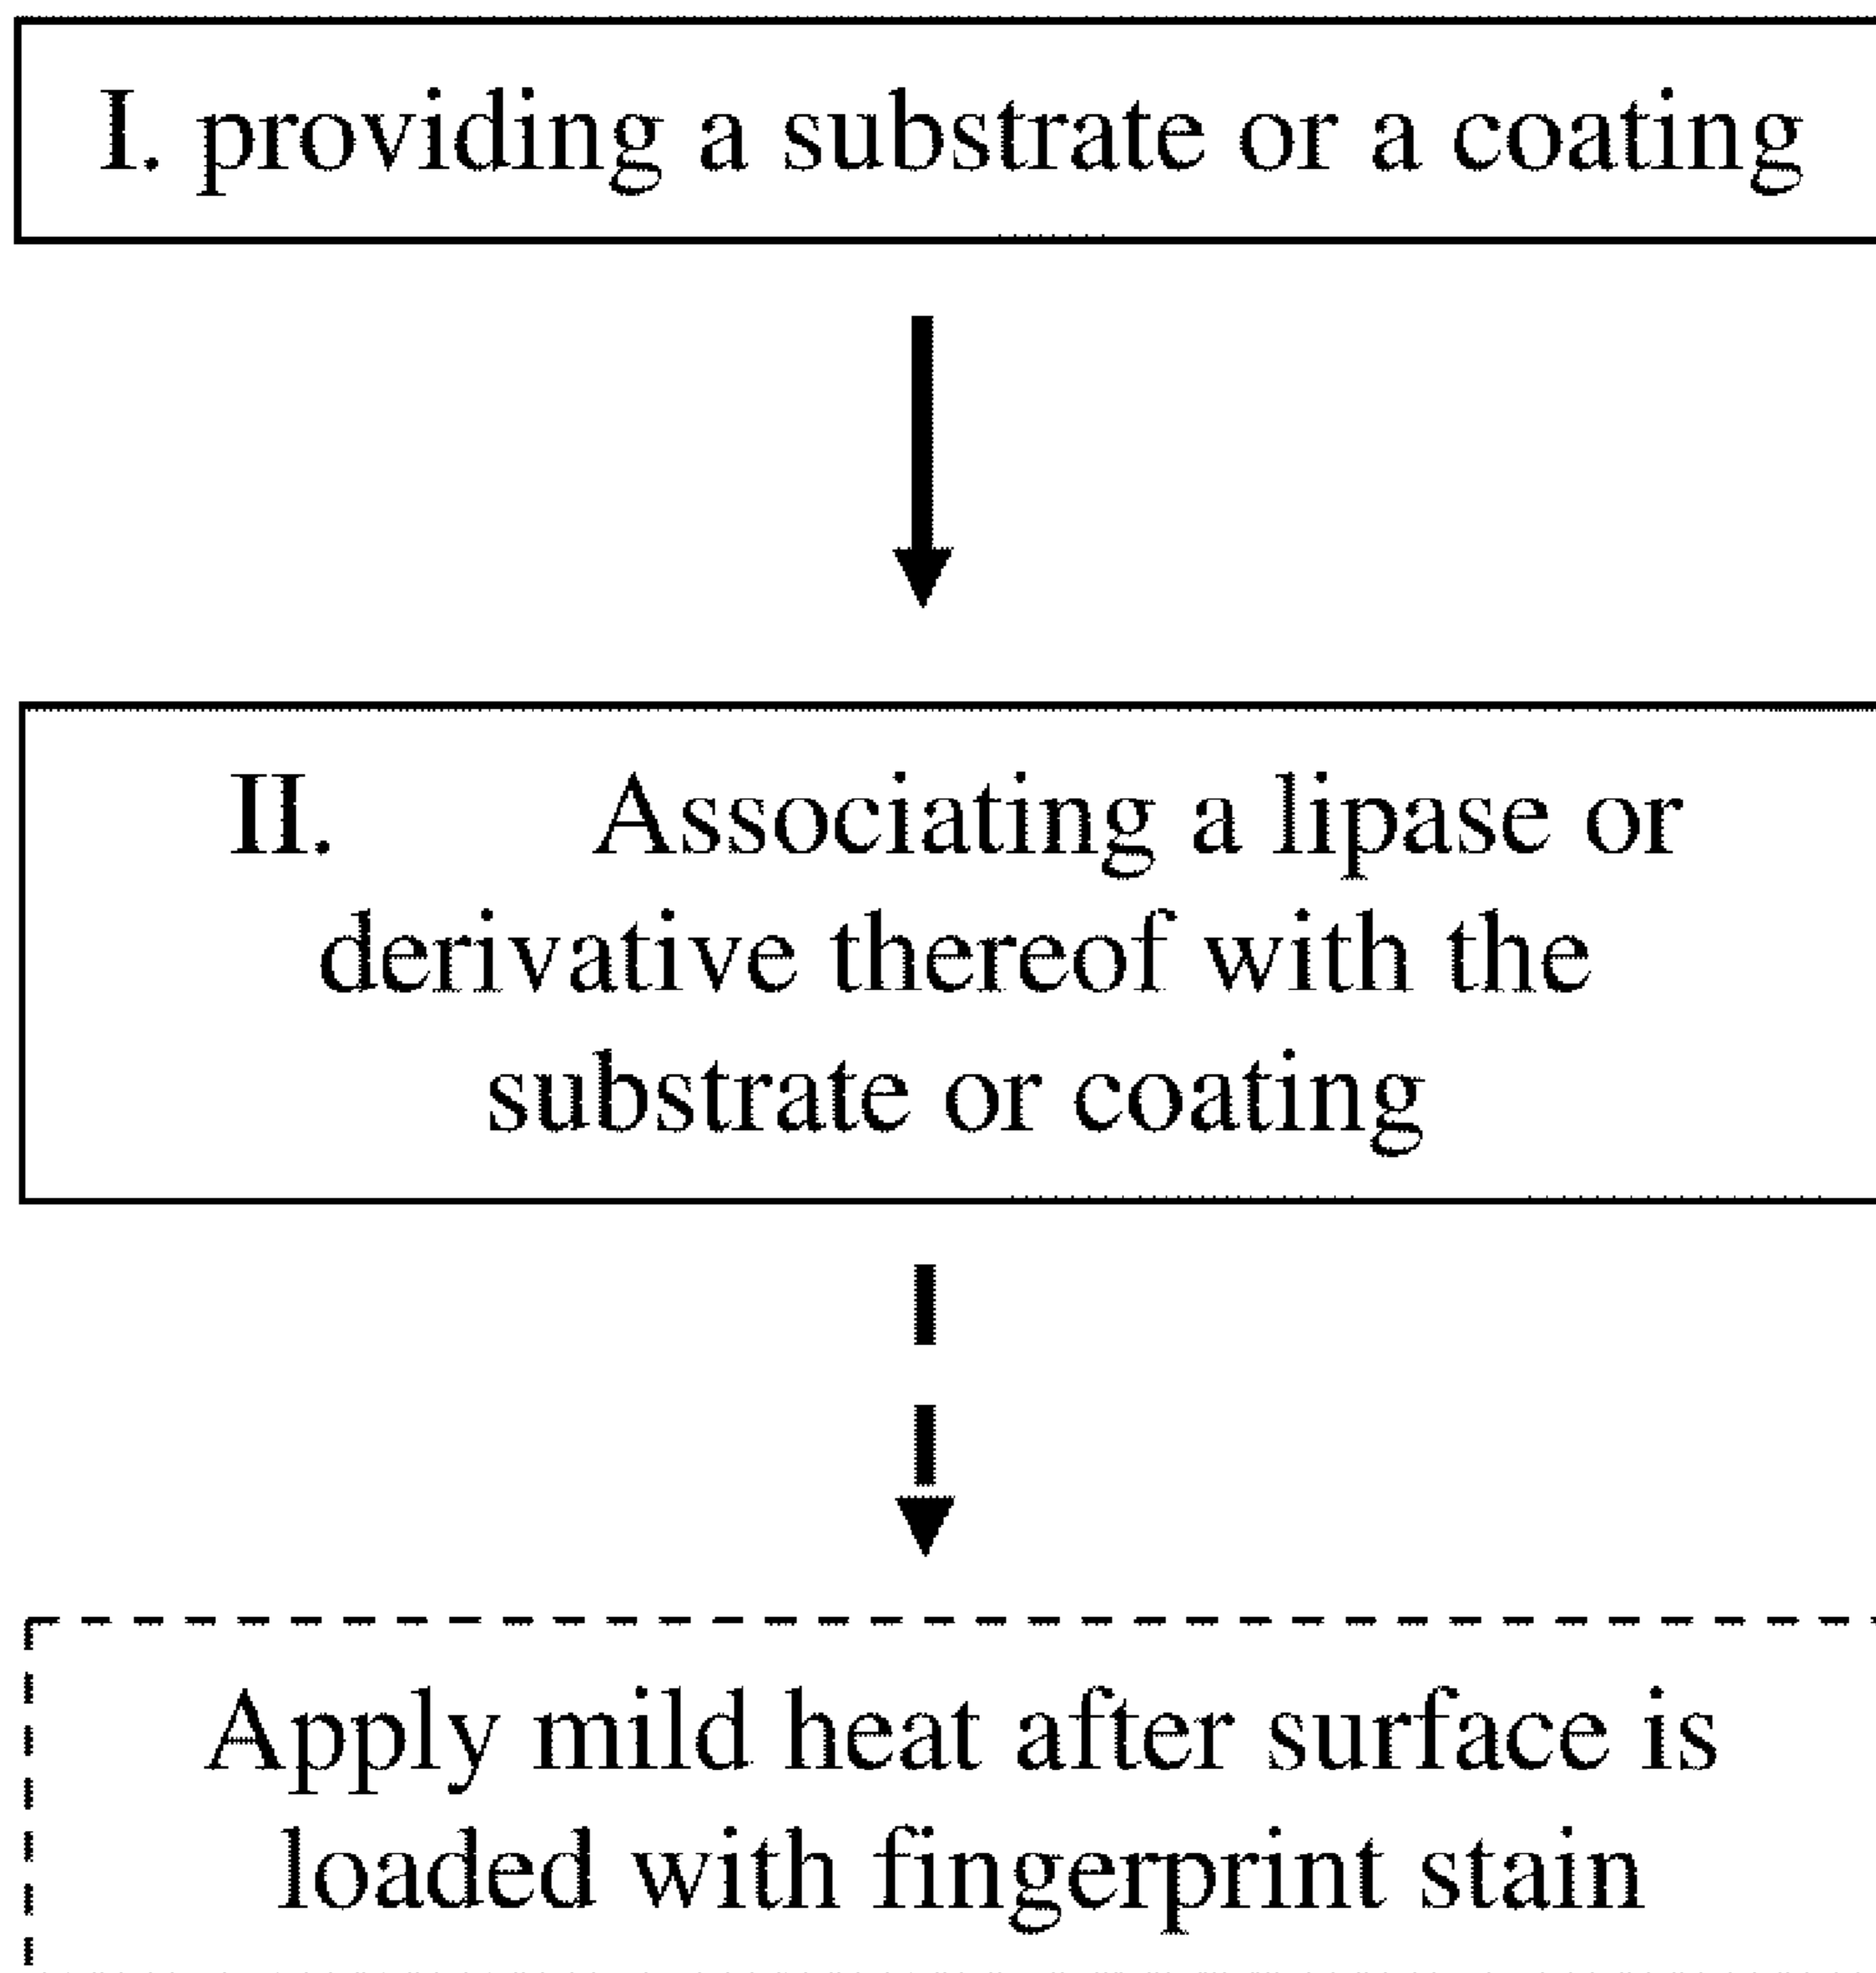 I. providing a substrate or a coating
II. Associating a lipase or
derivative thereof with the
substrate or coating
Apply mild heat after surface is
loaded with fingerprint stain